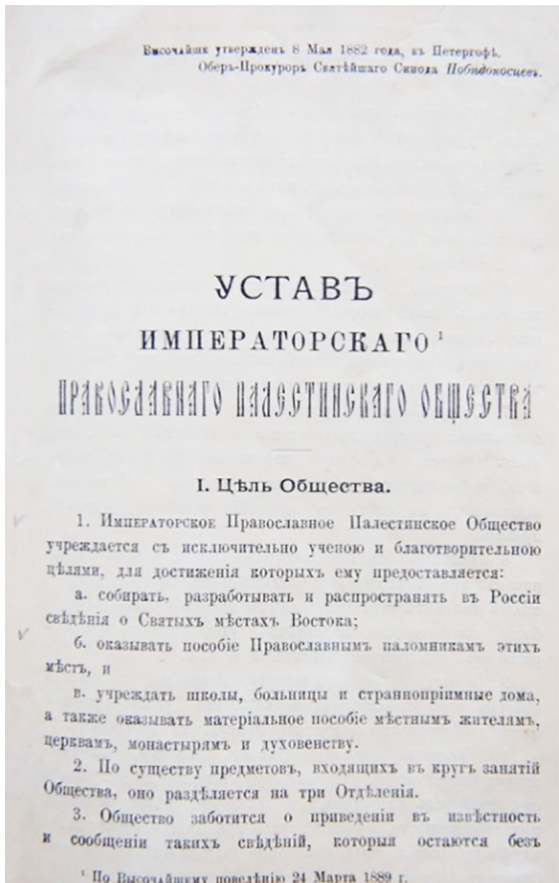 Высочайше утвержденъ 8 Мая 1882 года, въ Петергофѣ.
Оберъ-Прокуроръ Святѣйшаго Синода Побѣдоносцевъ.
УСТАВЪ
ИМПЕРАТОРСКАГО ¹
ПРАВОСЛАВНАГО ПАЛЕСТИНСКАГО ОБЩЕСТВА
I. Цѣль Общества.
1. Императорское Православное Палестинское Общество
учреждается съ исключительно ученою и благотворительною
цѣлями, для достиженія которыхъ ему предоставляется:
а. собирать, разработывать и распространять въ Россіи
свѣдѣнія о Святыхъ мѣстахъ Востока;
б. оказывать пособіе Православнымъ паломникамъ этихъ
мѣстъ, и
в. учреждать школы, больницы и страннопріимные дома,
а также оказывать матеріальное пособіе мѣстнымъ жителямъ,
церквамъ, монастырямъ и духовенству.
2. По существу предметовъ, входящихъ въ кругъ занятій
Общества, оно раздѣляется на три Отдѣленія.
3. Общество заботится о приведеніи въ извѣстность
и сообщеніи такихъ свѣдѣній, которыя остаются безъ
¹ По Высочайшему повелѣнію 24 Марта 1889 г.